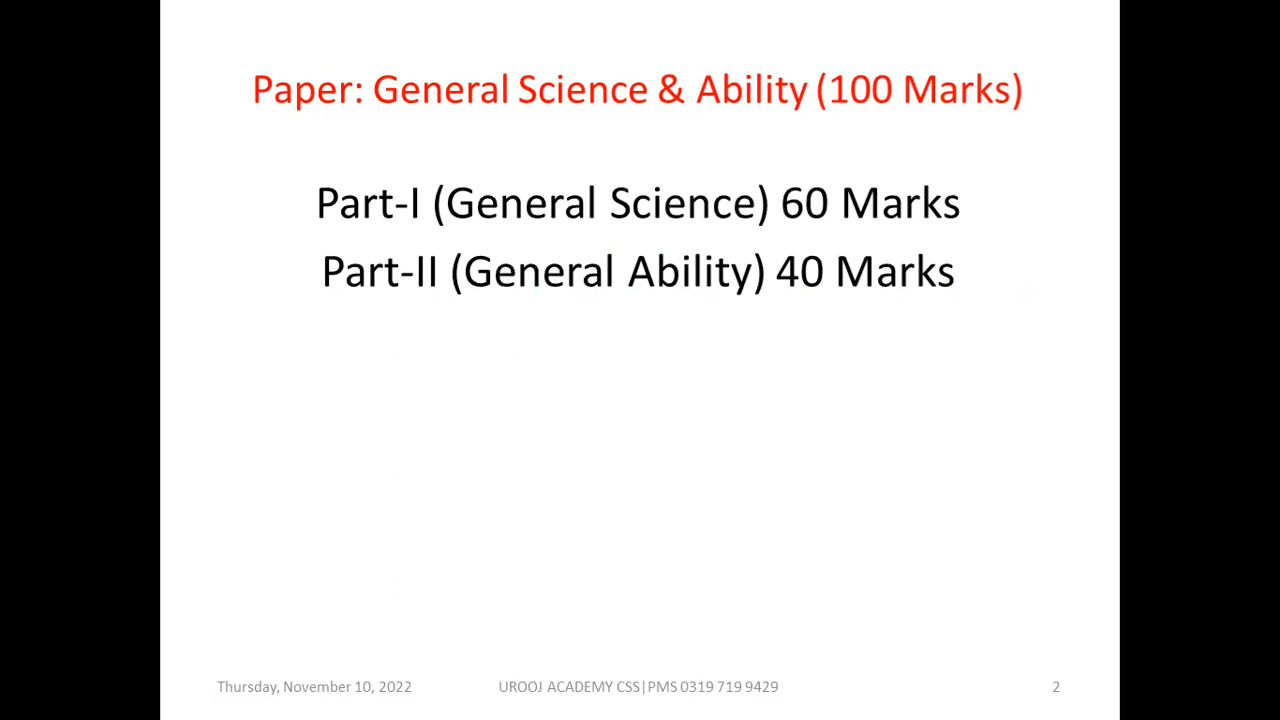 Paper: General Science & Ability (100 Marks)
Part-I (General Science) 60 Marks
Part-II (General Ability) 40 Marks
Thursday, November 10, 2022
UROOJ ACADEMY CSS|PMS 0319 719 9429
2